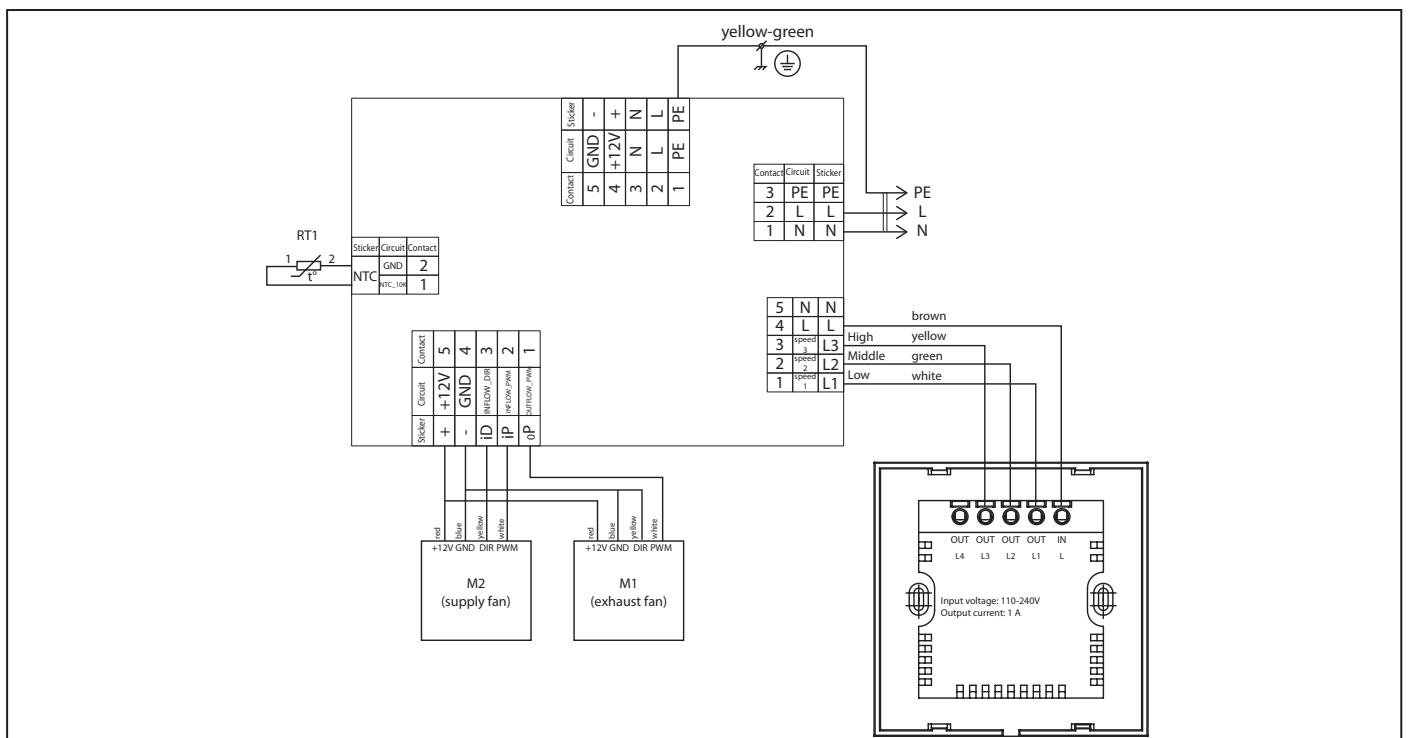 yellow-green
Sticker - + N L PE
Circuit GND +12V N L PE
Contact 5 4 3 2 1
Contact Circuit Sticker
3 PE PE
2 L L
1 N N
PE
L
N
RT1
1 2
t°
Sticker Circuit Contact
NTC
GND 2
NTC_10K 1
5 N N
4 L L
3 speed 3 L3
2 speed 2 L2
1 speed 1 L1
brown
High yellow
Middle green
Low white
Contact 5 4 3 2 1
Circuit +12V GND INFLOW_DIR INFLOW_PWM OUTFLOW_PWM
Sticker + - iD iP oP
red blue yellow white
+12V GND DIR PWM
M2
(supply fan)
red blue yellow white
+12V GND DIR PWM
M1
(exhaust fan)
OUT OUT OUT OUT IN
L4 L3 L2 L1 L
Input voltage: 110-240V
Output current: 1 A